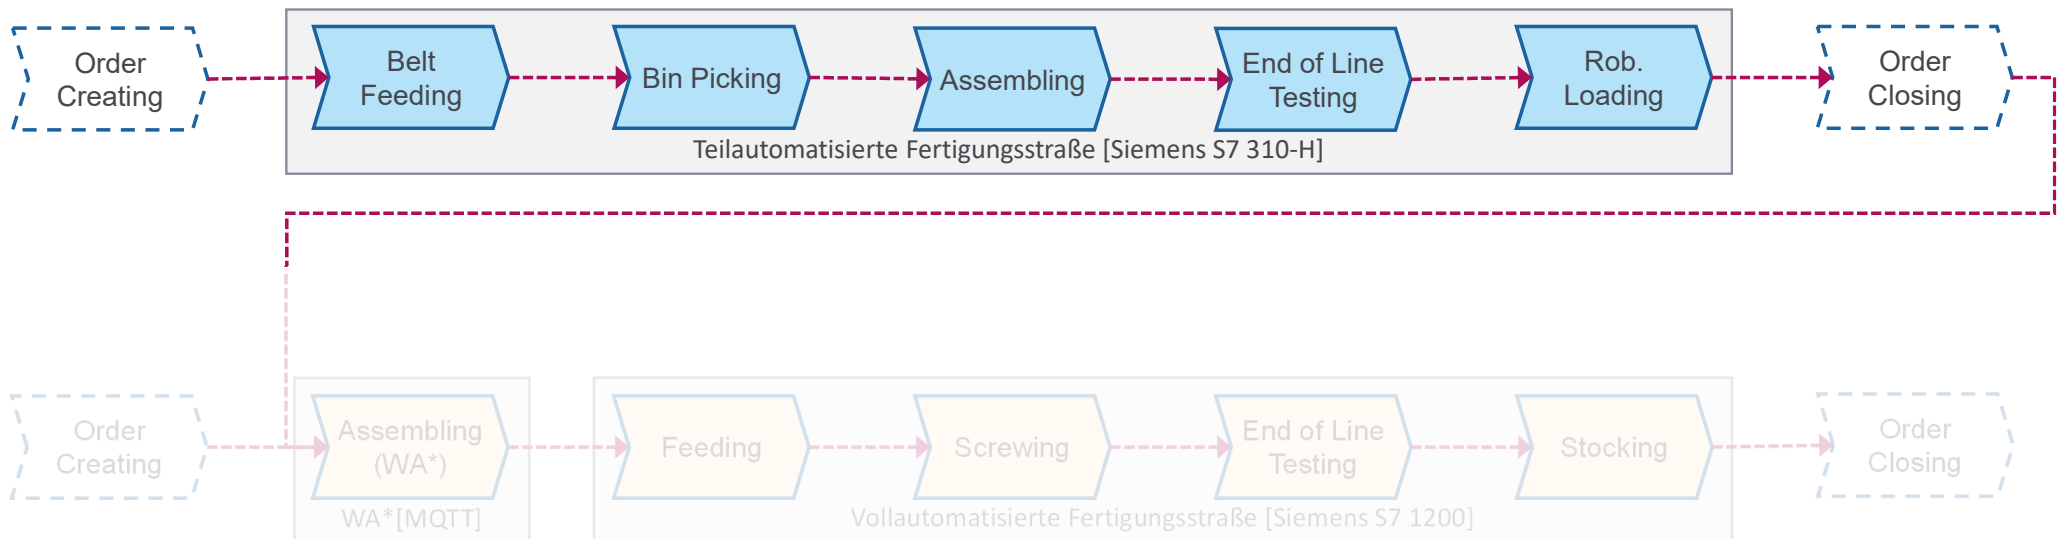 Order
Creating
Belt
Feeding
Bin Picking
Assembling
End of Line
Testing
Rob.
Loading
Order
Closing
Teilautomatisierte Fertigungsstraße [Siemens S7 310-H]
Order
Creating
Assembling
(WA*)
Feeding
Screwing
End of Line
Testing
Stocking
Order
Closing
WA*[MQTT]
Vollautomatisierte Fertigungsstraße [Siemens S7 1200]